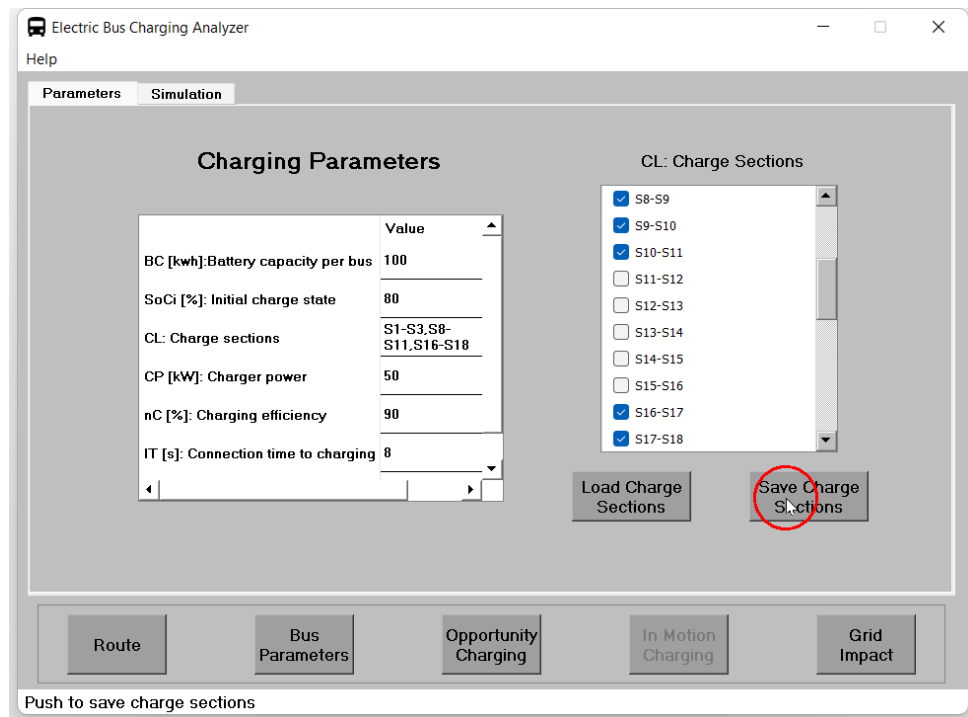 Electric Bus Charging Analyzer
Help
Parameters
Simulation
Charging Parameters
Value
BC [kwh]:Battery capacity per bus 100
SoCi [%]: Initial charge state 80
CL: Charge sections S1-S3,S8-
S11,S16-S18
CP [kW]: Charger power 50
nC [%]: Charging efficiency 90
IT [s]: Connection time to charging 8
CL: Charge Sections
S8-S9
S9-S10
S10-S11
S11-S12
S12-S13
S13-S14
S14-S15
S15-S16
S16-S17
S17-S18
Load Charge
Sections
Save Charge
Sections
Route
Bus
Parameters
Opportunity
Charging
In Motion
Charging
Grid
Impact
Push to save charge sections